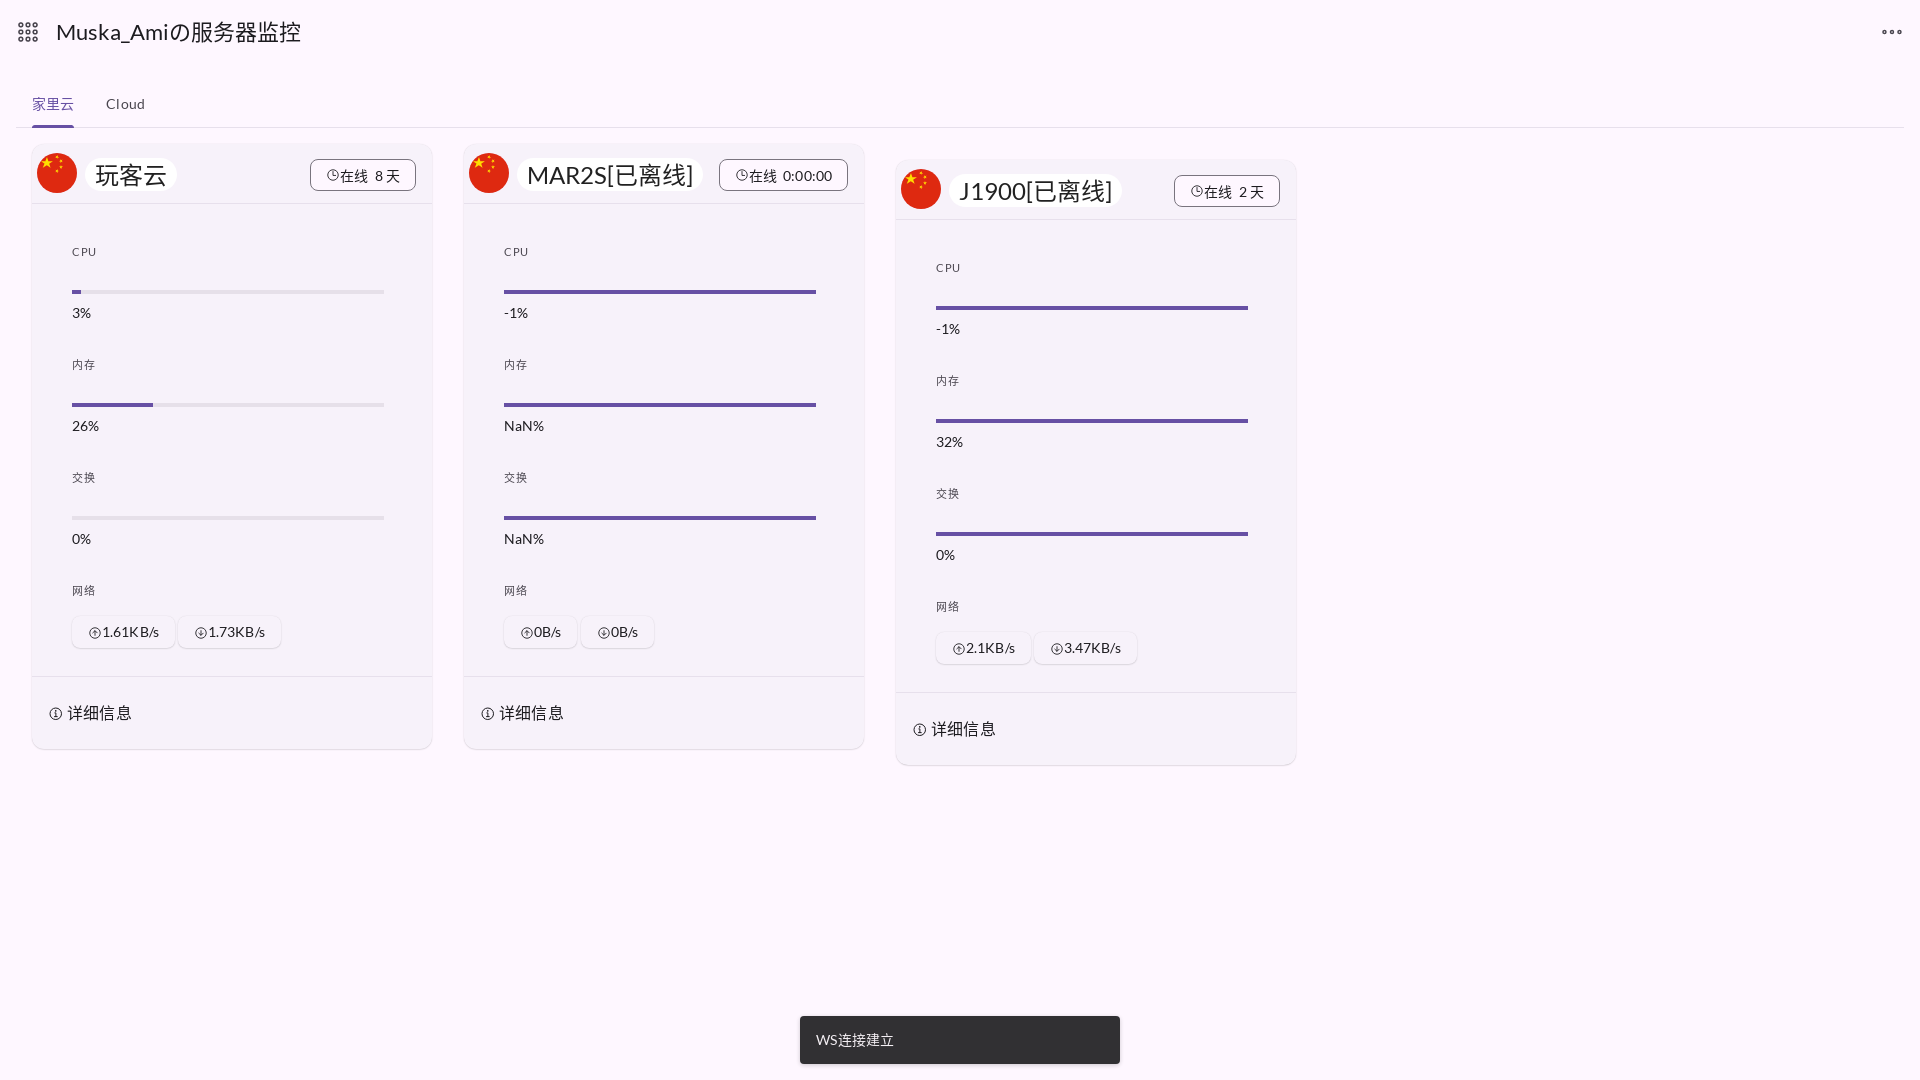 Muska_Amiの服务器监控
家里云
Cloud
玩客云
在线 8 天
CPU
3%
内存
26%
交换
0%
网络
1.61KB/s
1.73KB/s
详细信息
MAR2S[已离线]
在线 0:00:00
CPU
-1%
内存
NaN%
交换
NaN%
网络
0B/s
0B/s
详细信息
J1900[已离线]
在线 2 天
CPU
-1%
内存
32%
交换
0%
网络
2.1KB/s
3.47KB/s
详细信息
WS连接建立